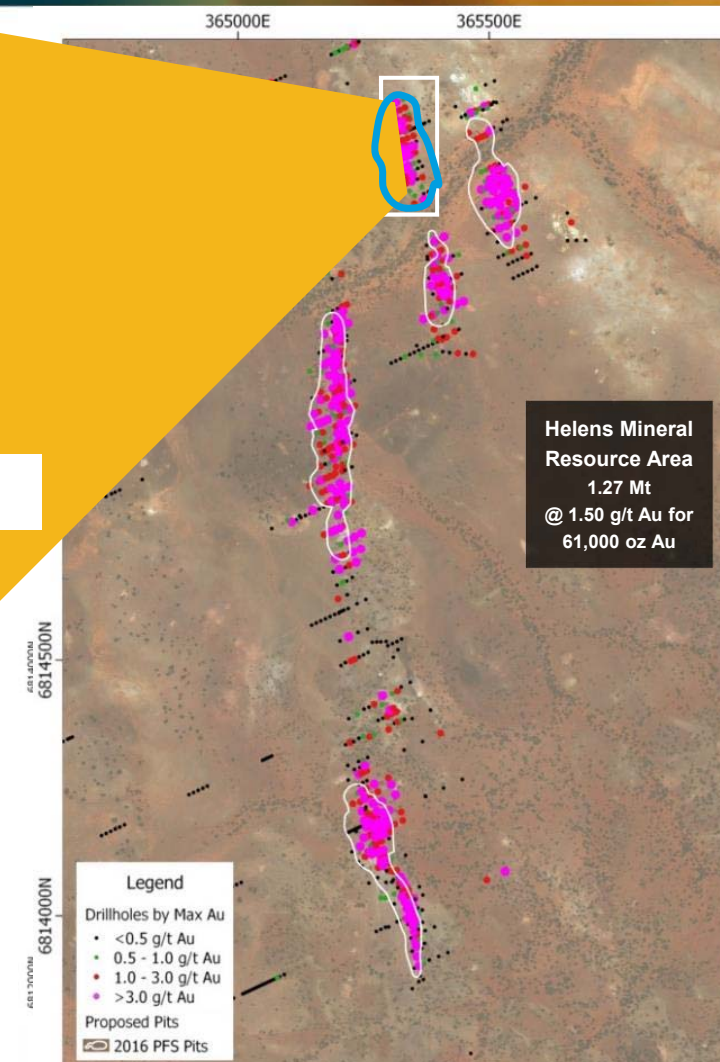 365000E
365500E
Helens Mineral
Resource Area
1.27 Mt
@ 1.50 g/t Au for
61,000 oz Au
6814500N
6814000N
Legend
Drillholes by Max Au
<0.5 g/t Au
0.5 - 1.0 g/t Au
1.0 - 3.0 g/t Au
>3.0 g/t Au
Proposed Pits
2016 PFS Pits